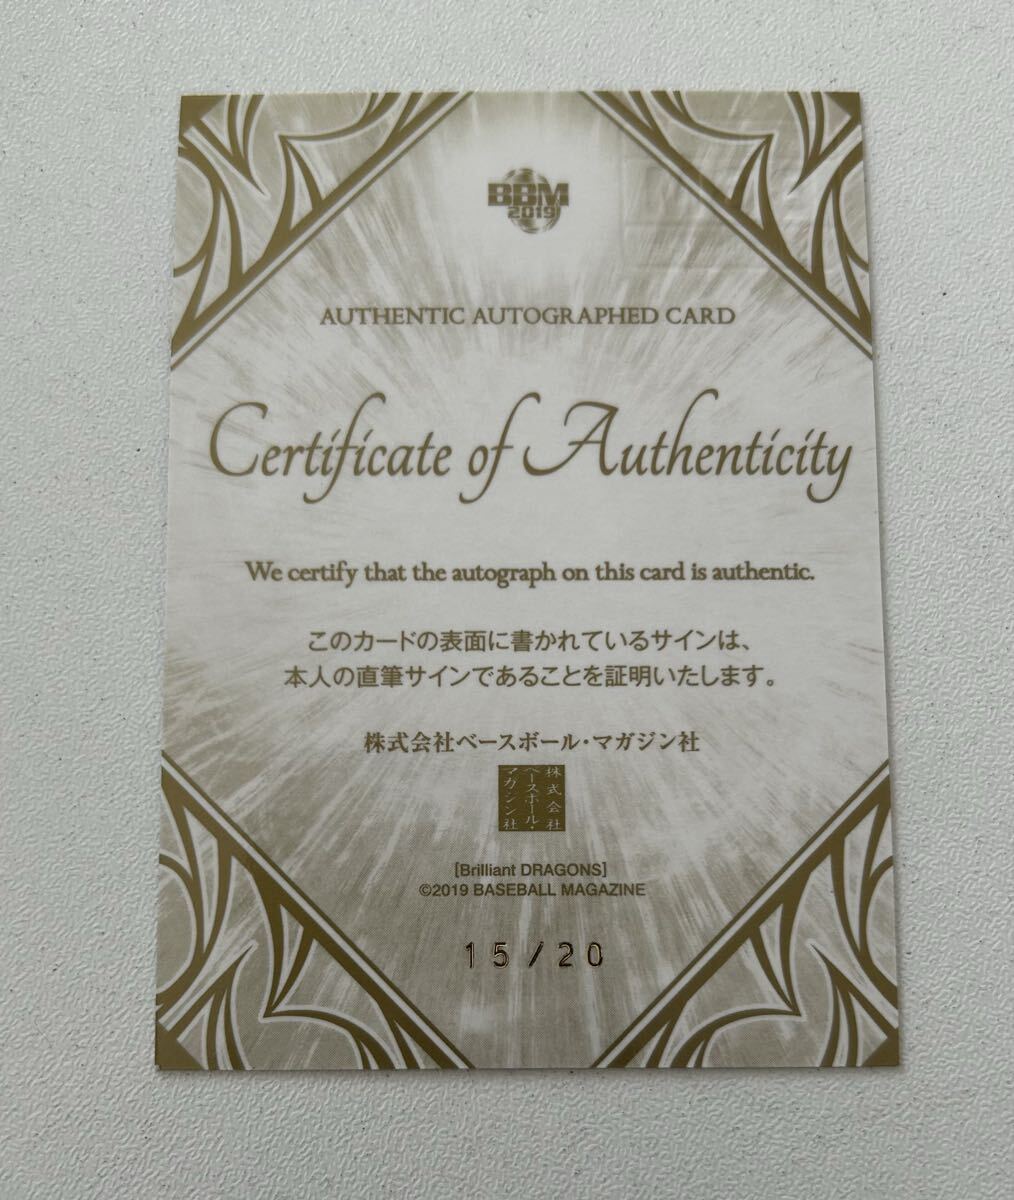 BBM
2019
AUTHENTIC AUTOGRAPHED CARD
Certificate of Authenticity
We certify that the autograph on this card is authentic.
このカードの表面に書かれているサインは、
本人の直筆サインであることを証明いたします。
株式会社ベースボール・マガジン社
株式会社
ベースボール・
マガジン社
[Brilliant DRAGONS]
©2019 BASEBALL MAGAZINE
15/20